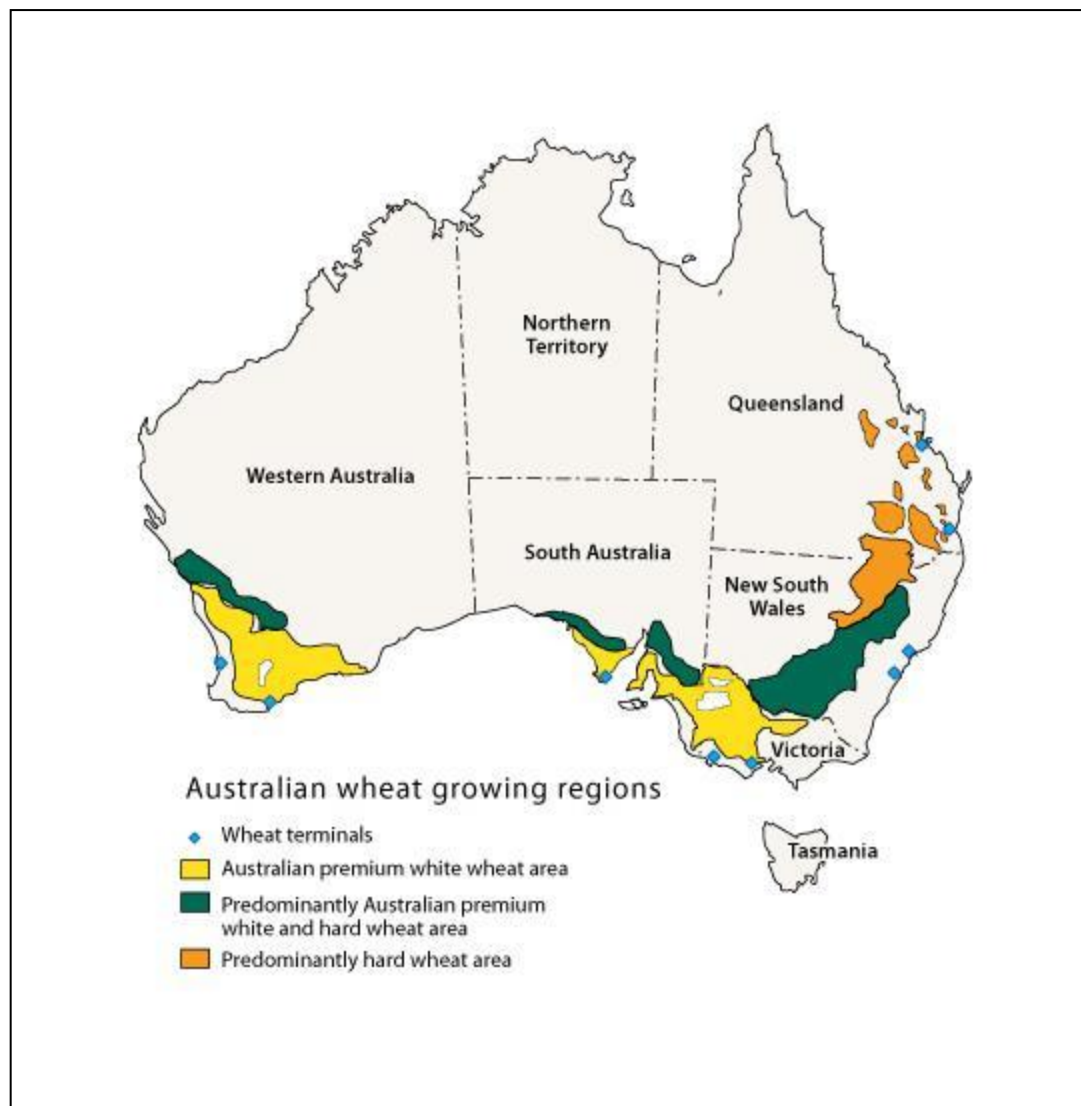 Northern
Territory
Queensland
Western Australia
South Australia
New South
Wales
Victoria
Tasmania
Australian wheat growing regions
Wheat terminals
Australian premium white wheat area
Predominantly Australian premium
white and hard wheat area
Predominantly hard wheat area